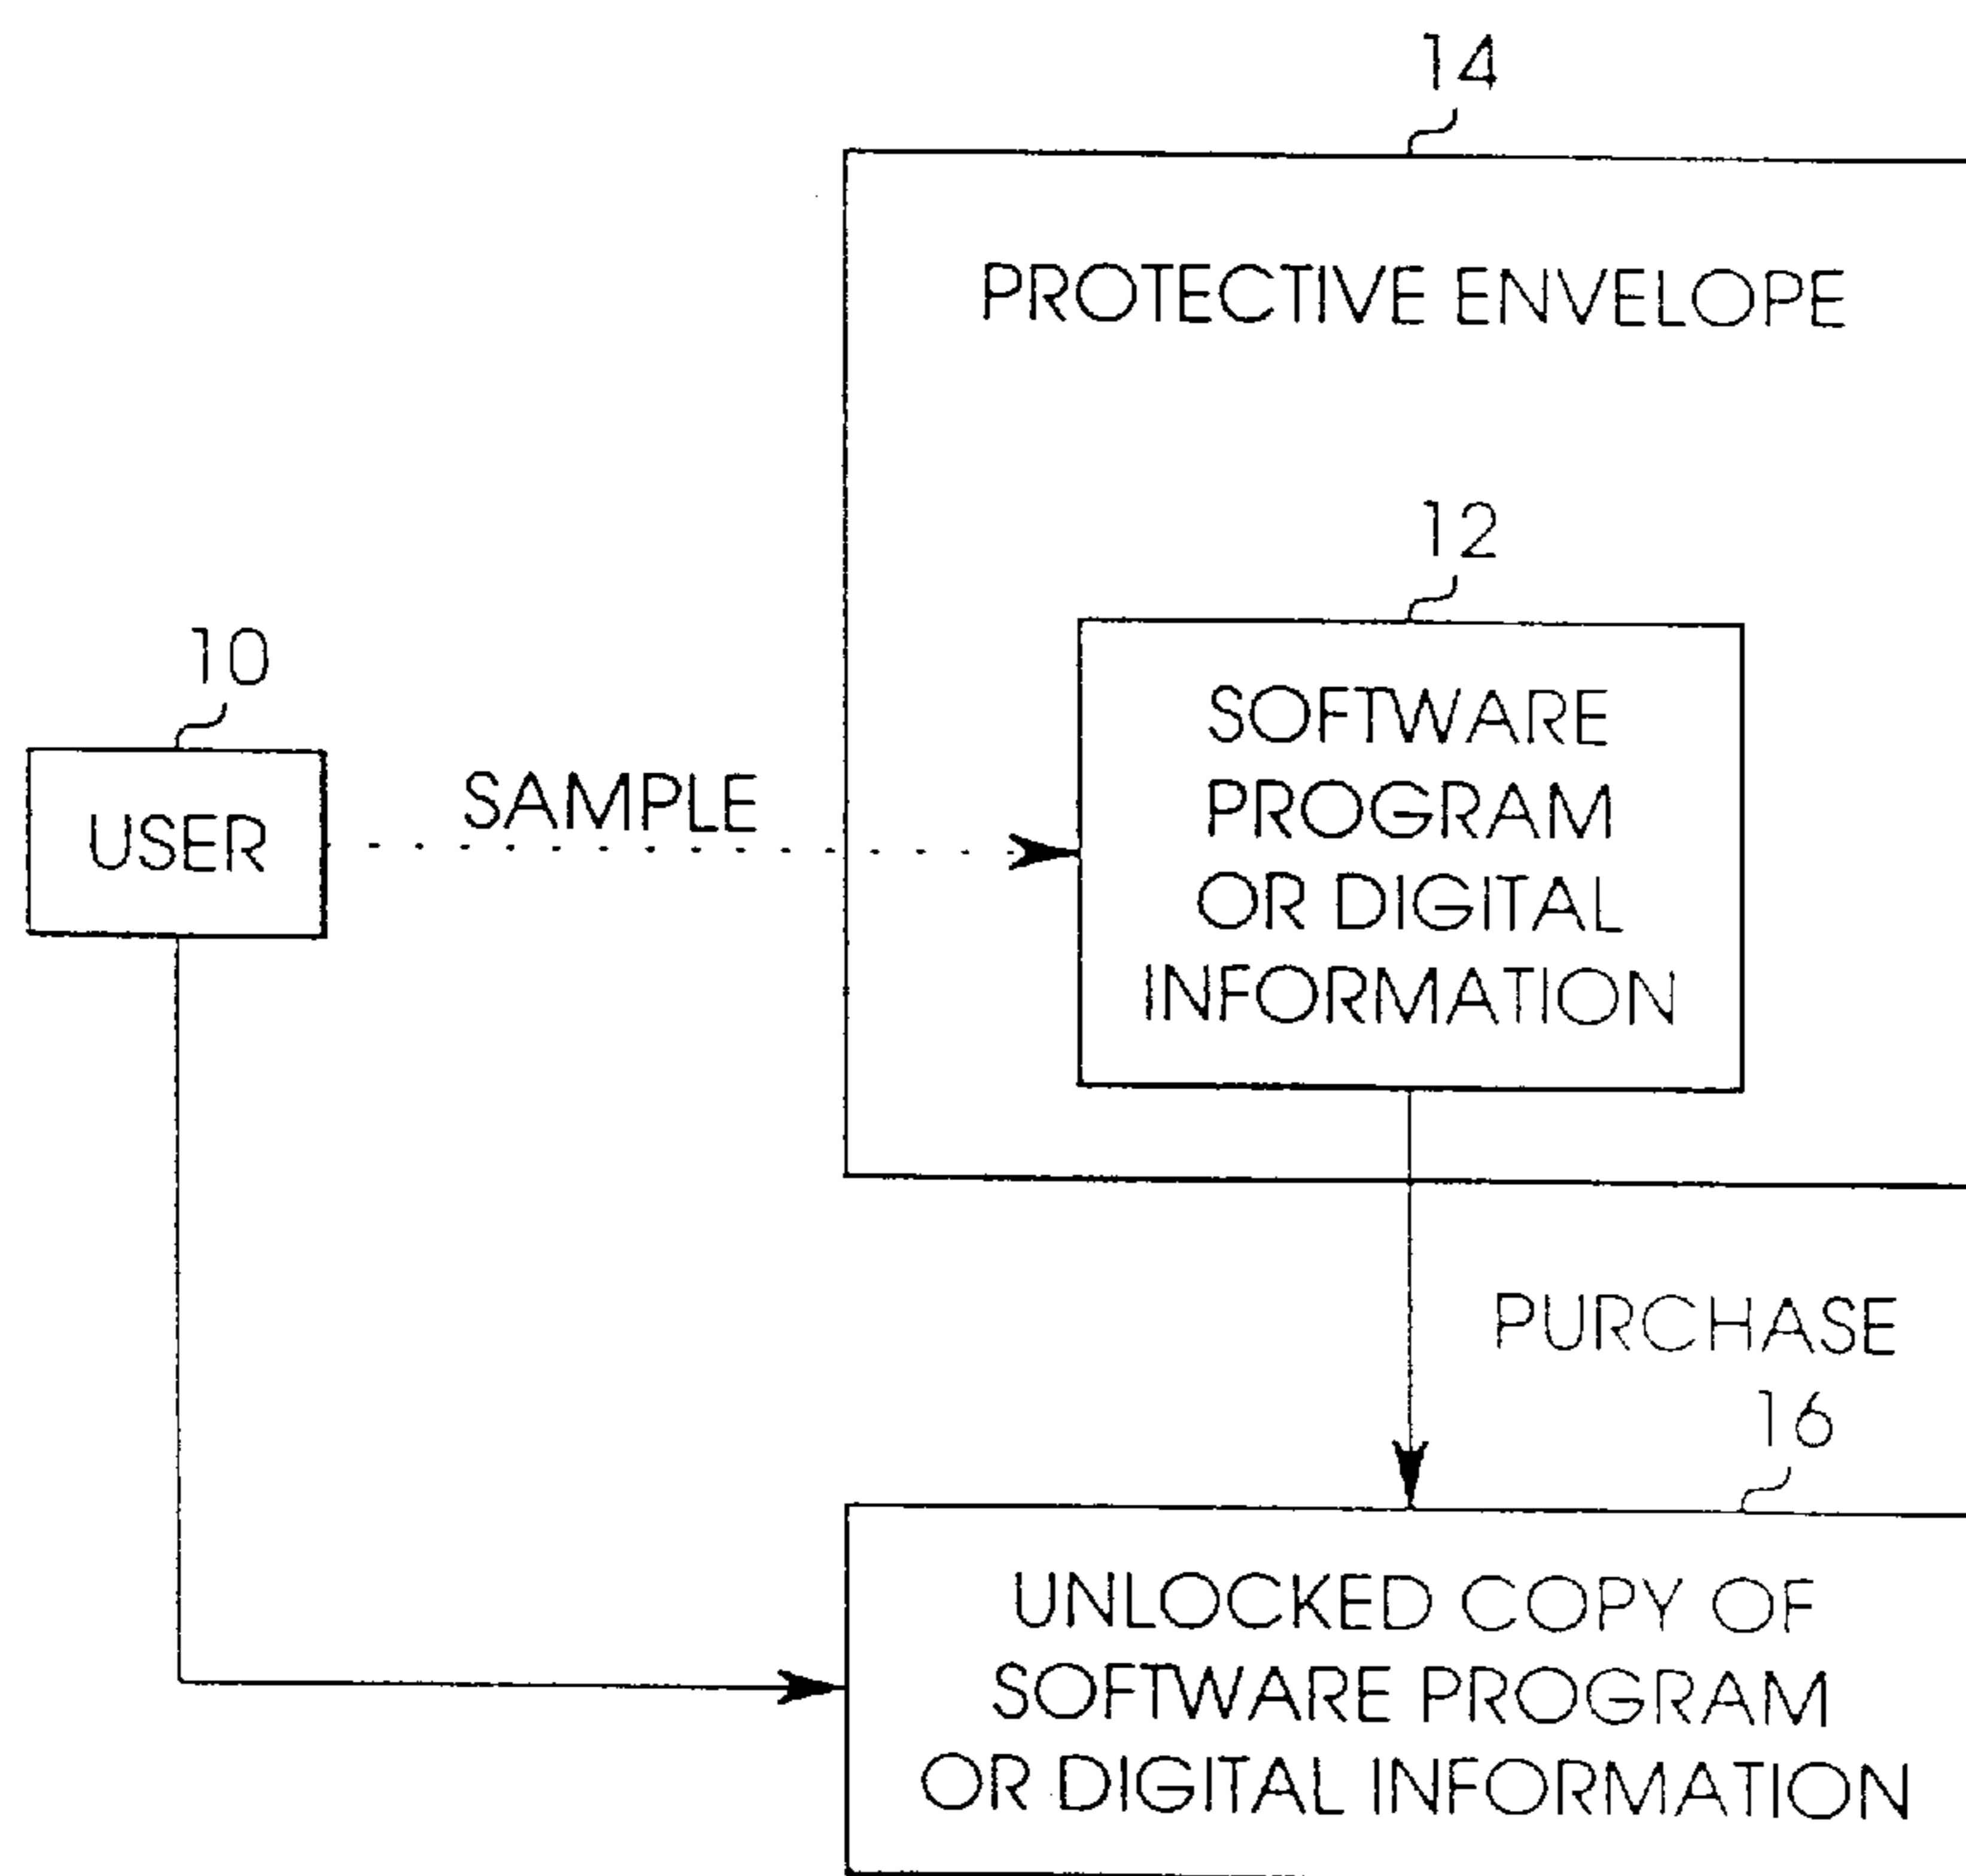 14
PROTECTIVE ENVELOPE
12
10
SOFTWARE
PROGRAM
OR DIGITAL
INFORMATION
USER
SAMPLE
PURCHASE
16
UNLOCKED COPY OF
SOFTWARE PROGRAM
OR DIGITAL INFORMATION